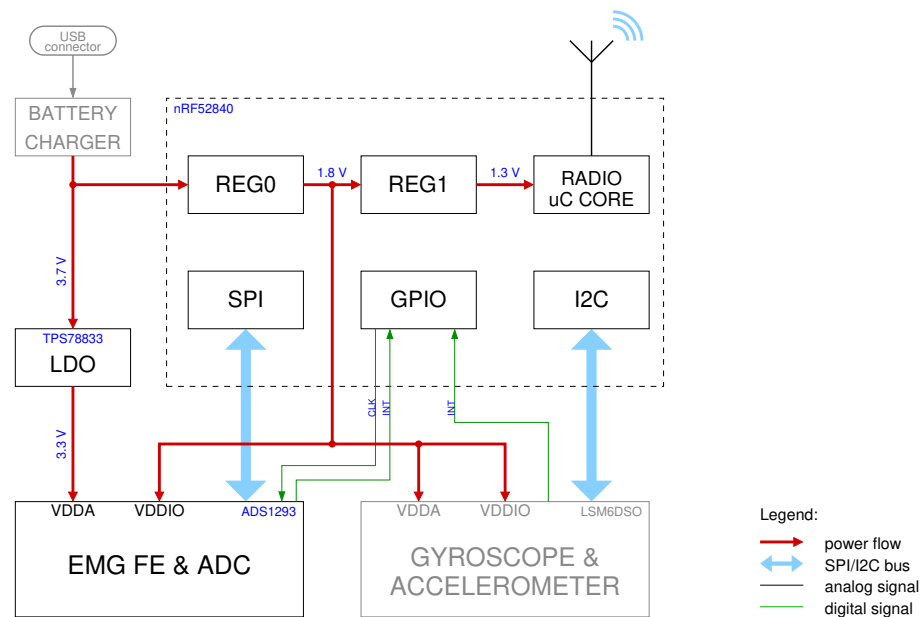 USB
connector
BATTERY
CHARGER
nRF52840
REG0
1.8 V
REG1
1.3 V
RADIO
uC CORE
3.7 V
SPI
GPIO
I2C
TPS78833
LDO
CLK
INT
INT
3.3 V
VDDA
VDDIO
ADS1293
EMG FE & ADC
VDDA
VDDIO
LSM6DSO
GYROSCOPE &
ACCELEROMETER
Legend:
power flow
SPI/I2C bus
analog signal
digital signal